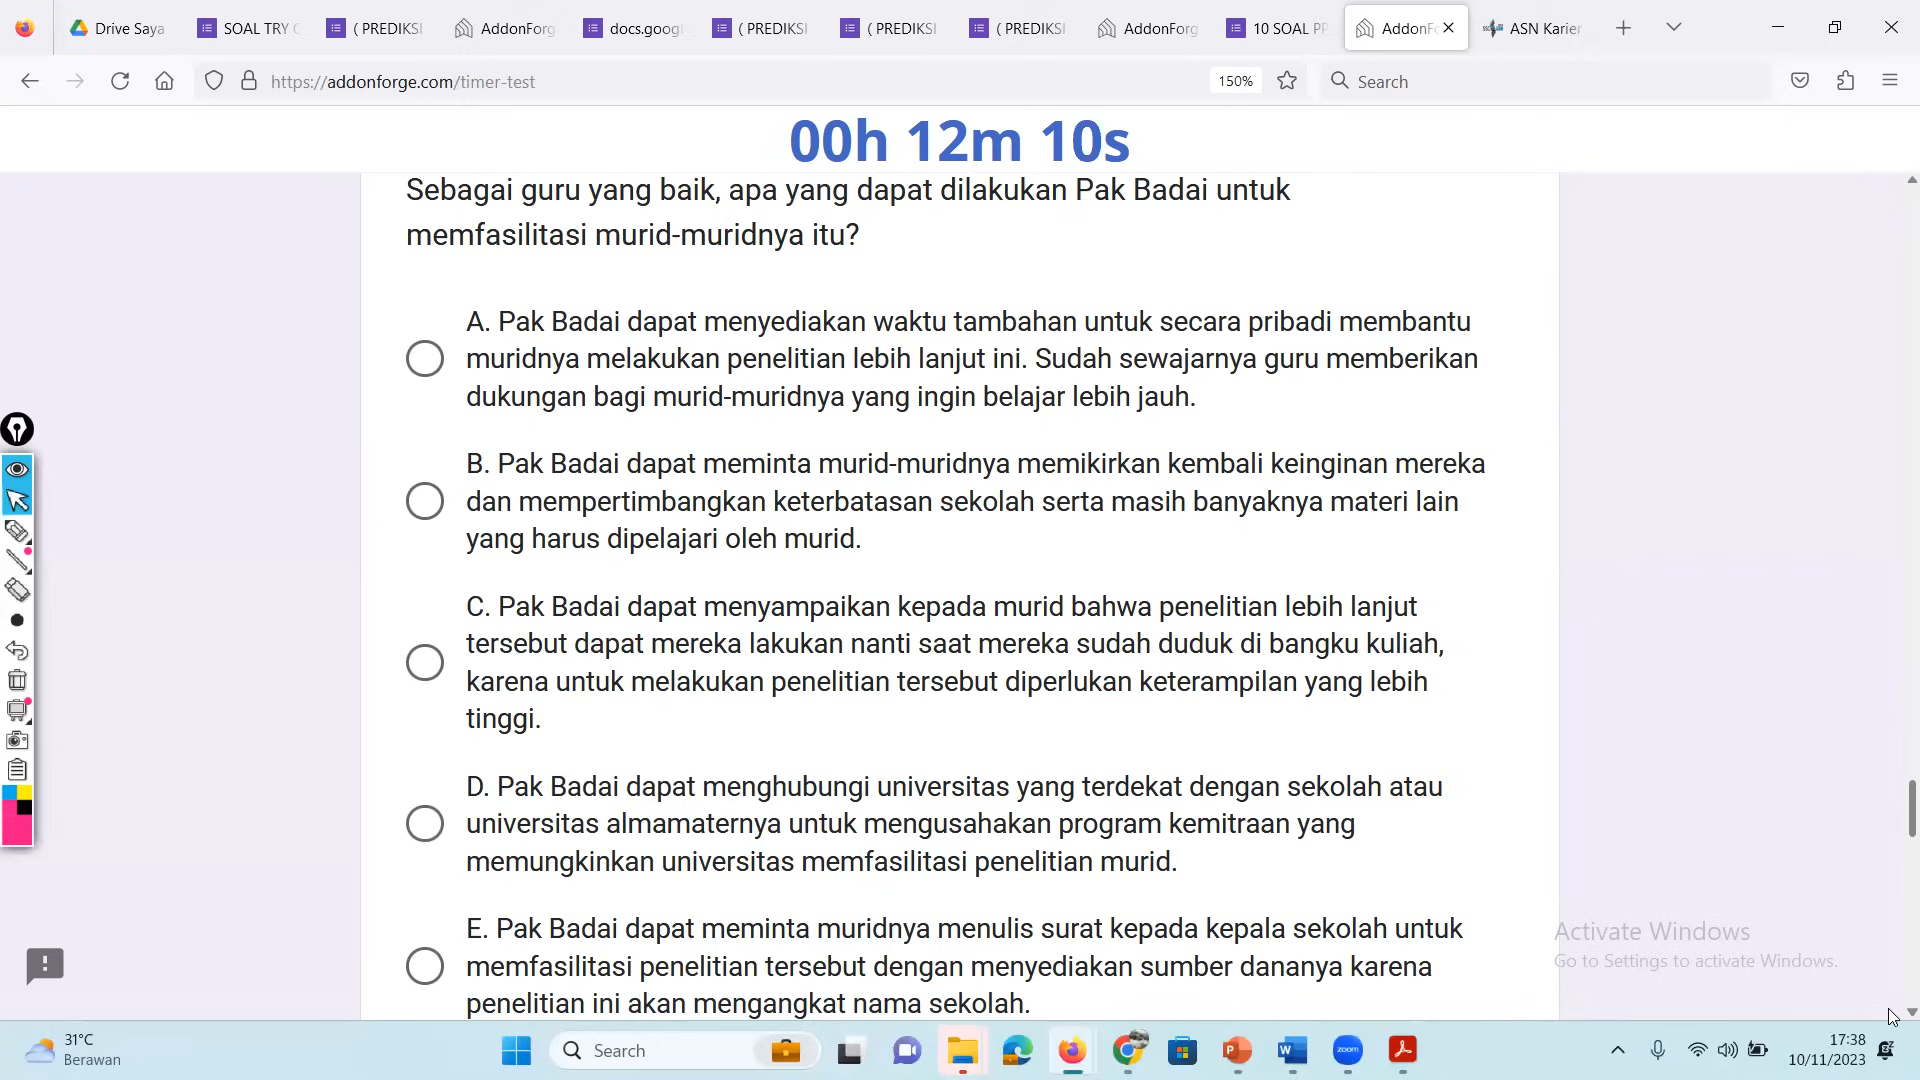 Drive Saya
SOAL TRY
( PREDIKSI
AddonForg
docs.googl
( PREDIKSI
( PREDIKSI
( PREDIKSI
AddonForg
10 SOAL PP
AddonFo
ASN Karier
https://addonforge.com/timer-test
150%
Search
00h 12m 10s
Sebagai guru yang baik, apa yang dapat dilakukan Pak Badai untuk
memfasilitasi murid-muridnya itu?
A. Pak Badai dapat menyediakan waktu tambahan untuk secara pribadi membantu
muridnya melakukan penelitian lebih lanjut ini. Sudah sewajarnya guru memberikan
dukungan bagi murid-muridnya yang ingin belajar lebih jauh.
B. Pak Badai dapat meminta murid-muridnya memikirkan kembali keinginan mereka
dan mempertimbangkan keterbatasan sekolah serta masih banyaknya materi lain
yang harus dipelajari oleh murid.
C. Pak Badai dapat menyampaikan kepada murid bahwa penelitian lebih lanjut
tersebut dapat mereka lakukan nanti saat mereka sudah duduk di bangku kuliah,
karena untuk melakukan penelitian tersebut diperlukan keterampilan yang lebih
tinggi.
D. Pak Badai dapat menghubungi universitas yang terdekat dengan sekolah atau
universitas almamaternya untuk mengusahakan program kemitraan yang
memungkinkan universitas memfasilitasi penelitian murid.
E. Pak Badai dapat meminta muridnya menulis surat kepada kepala sekolah untuk
memfasilitasi penelitian tersebut dengan menyediakan sumber dananya karena
penelitian ini akan mengangkat nama sekolah.
Activate Windows
Go to Settings to activate Windows.
31°C
Berawan
Search
zoom
17:38
10/11/2023